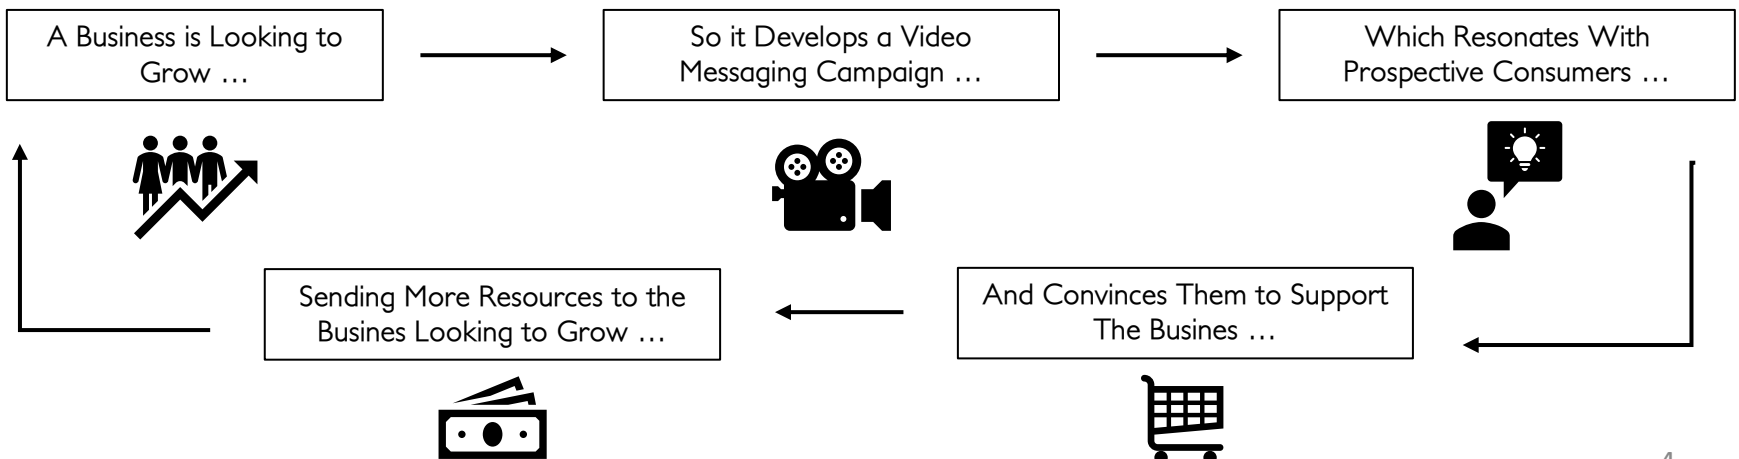 A Business is Looking to
Grow …
So it Develops a Video
Messaging Campaign …
Which Resonates With
Prospective Consumers …
And Convinces Them to Support
The Busines …
Sending More Resources to the
Busines Looking to Grow …